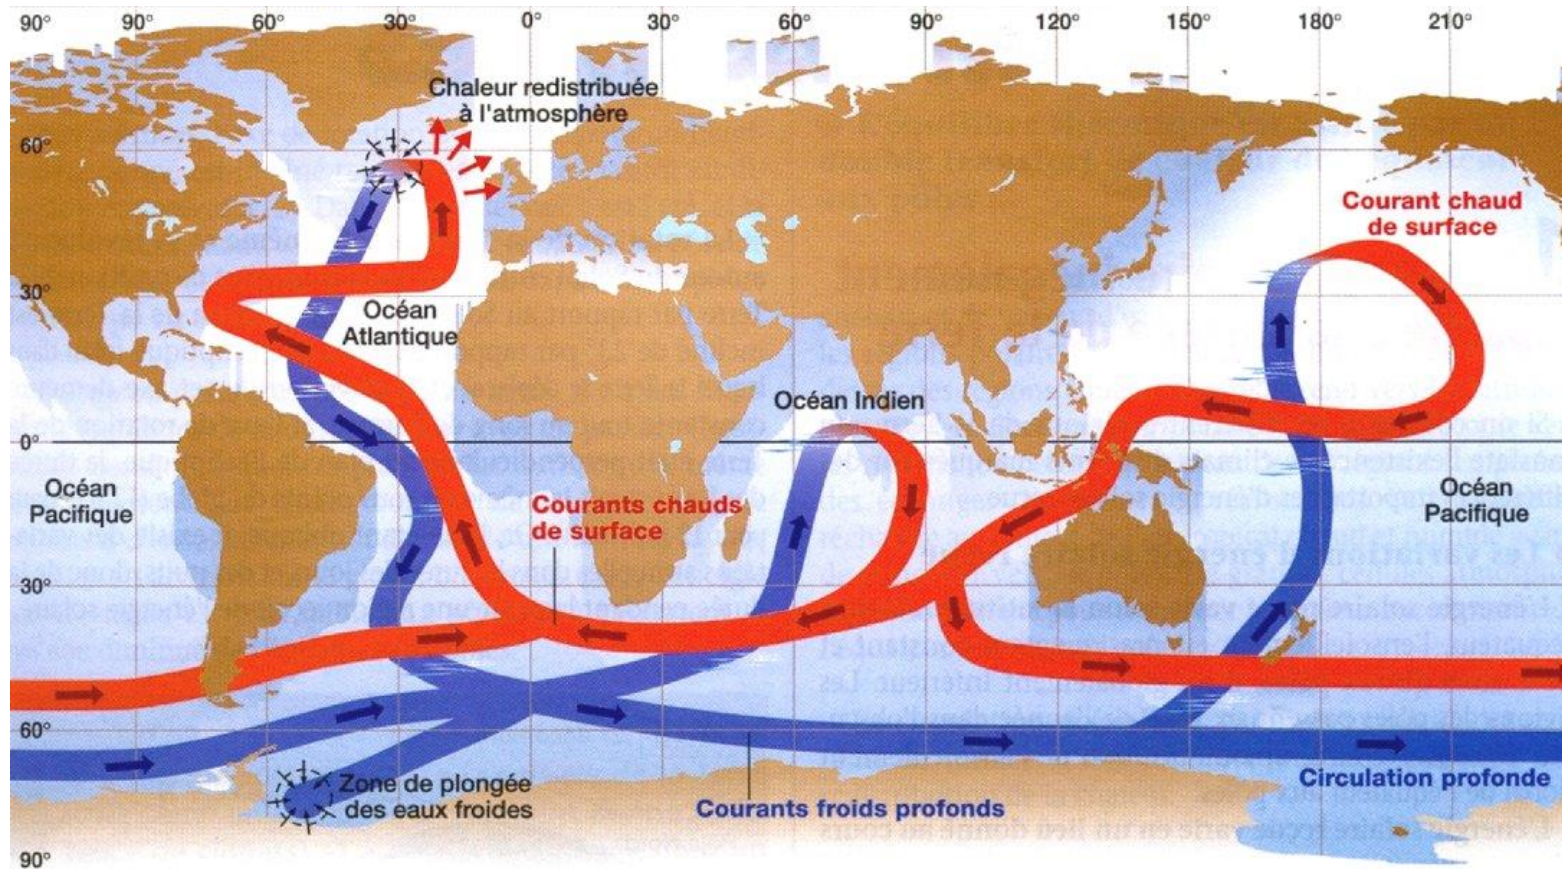 90° 90° 60° 30° 0° 30° 60° 90° 120° 150° 180° 210°
Chaleur redistribuée
à l'atmosphère
60°
Courant chaud
de surface
30°
Océan
Atlantique
Océan Indien
0°
Océan
Pacifique
Courants chauds
de surface
Océan
Pacifique
30°
60°
Zone de plongée
des eaux froides
Courants froids profonds
Circulation profonde
90°